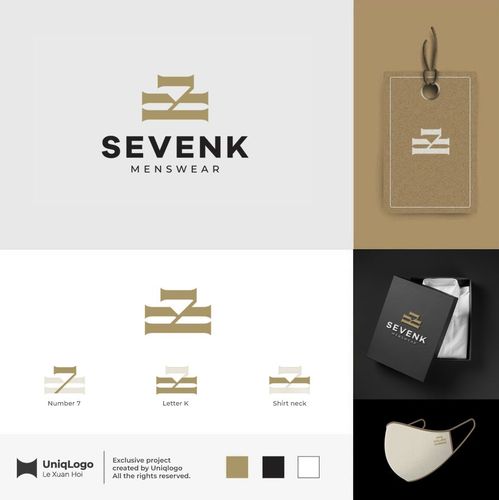 SEVENK
MENSWEAR
SEVENK
MENSWEAR
Number 7
Letter K
Shirt neck
UniqLogo
Le Xuan Hoi
Exclusive project
created by Uniqlogo
All the rights reserved.